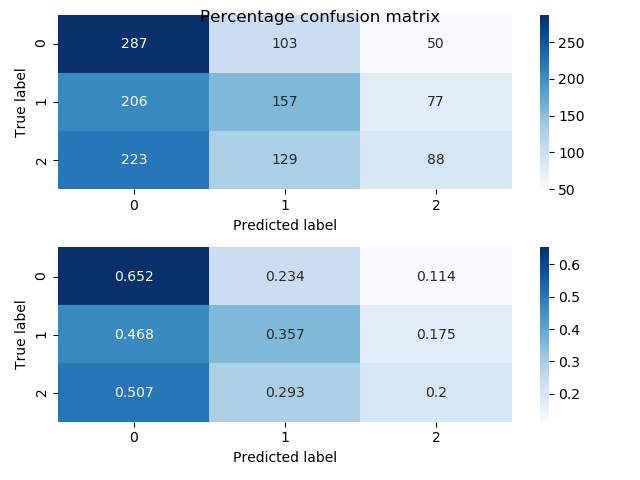 Percentage confusion matrix
True label
0 287 103 50
1 206 157 77
2 223 129 88
0 1 2
Predicted label
250
200
150
100
50
True label
0 0.652 0.234 0.114
1 0.468 0.357 0.175
2 0.507 0.293 0.2
0 1 2
Predicted label
0.6
0.5
0.4
0.3
0.2